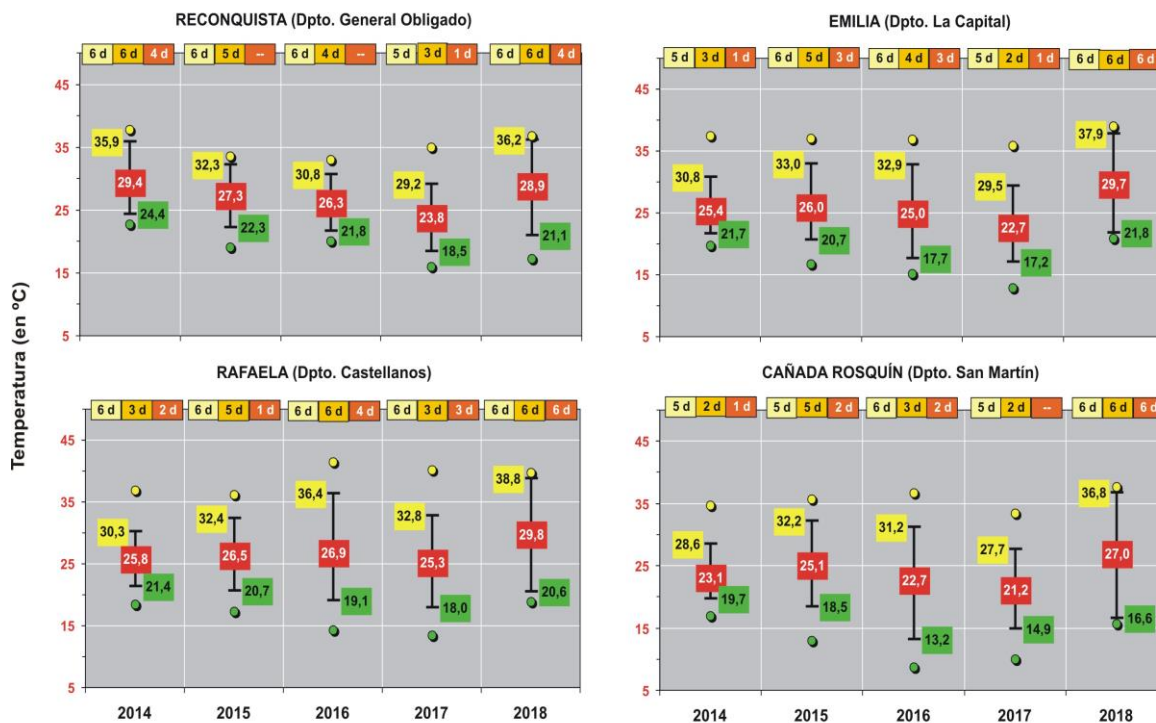 RECONQUISTA (Dpto. General Obligado)
6 d 6 d 4 d 6 d 5 d -- 6 d 4 d -- 5 d 3 d 1 d 6 d 6 d 4 d
45
35
25
15
5
35,9 29,4 24,4
32,3 27,3 22,3
30,8 26,3 21,8
29,2 23,8 18,5
36,2 28,9 21,1
EMILIA (Dpto. La Capital)
5 d 3 d 1 d 6 d 5 d 3 d 6 d 4 d 3 d 5 d 2 d 1 d 6 d 6 d 6 d
45
35
25
15
5
30,8 25,4 21,7
33,0 26,0 20,7
32,9 25,0 17,7
29,5 22,7 17,2
37,9 29,7 21,8
Temperatura (en ºC)
RAFAELA (Dpto. Castellanos)
6 d 3 d 2 d 6 d 5 d 1 d 6 d 6 d 4 d 6 d 3 d 3 d 6 d 6 d 6 d
45
35
25
15
5
30,3 25,8 21,4
32,4 26,5 20,7
36,4 26,9 19,1
32,8 25,3 18,0
38,8 29,8 20,6
2014 2015 2016 2017 2018
CAÑADA ROSQUÍN (Dpto. San Martín)
5 d 2 d 1 d 5 d 5 d 2 d 6 d 3 d 2 d 5 d 2 d -- 6 d 6 d 6 d
45
35
25
15
5
28,6 23,1 19,7
32,2 25,1 18,5
31,2 22,7 13,2
27,7 21,2 14,9
36,8 27,0 16,6
2014 2015 2016 2017 2018